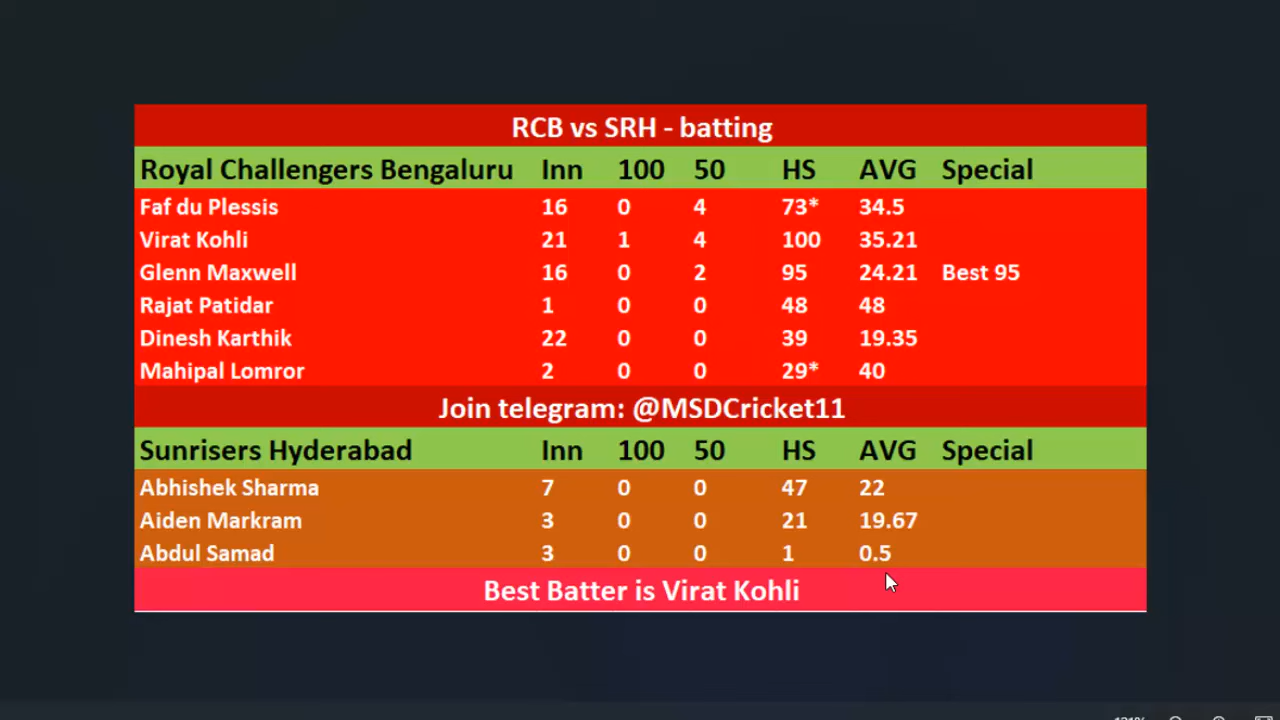 RCB vs SRH - batting
Royal Challengers Bengaluru Inn 100 50 HS AVG Special
Faf du Plessis 16 0 4 73* 34.5
Virat Kohli 21 1 4 100 35.21
Glenn Maxwell 16 0 2 95 24.21 Best 95
Rajat Patidar 1 0 0 48 48
Dinesh Karthik 22 0 0 39 19.35
Mahipal Lomror 2 0 0 29* 40
Join telegram: @MSDCricket11
Sunrisers Hyderabad Inn 100 50 HS AVG Special
Abhishek Sharma 7 0 0 47 22
Aiden Markram 3 0 0 21 19.67
Abdul Samad 3 0 0 1 0.5
Best Batter is Virat Kohli